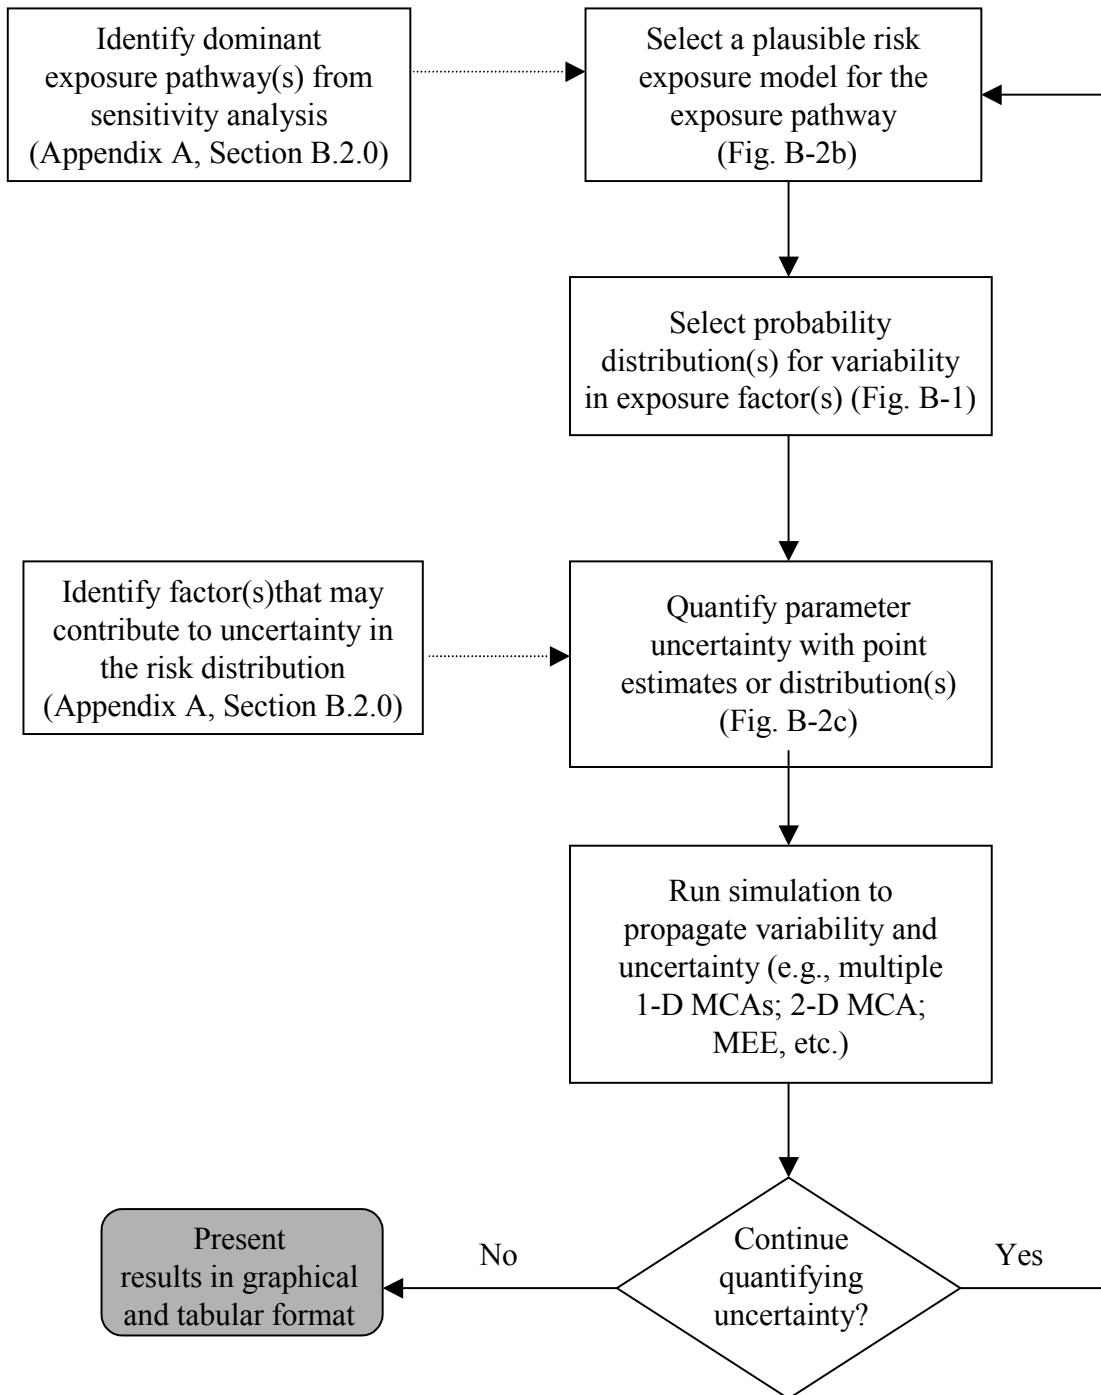 Identify dominant
exposure pathway(s) from
sensitivity analysis
(Appendix A, Section B.2.0)
Select a plausible risk
exposure model for the
exposure pathway
(Fig. B-2b)
Select probability
distribution(s) for variability
in exposure factor(s) (Fig. B-1)
Identify factor(s)that may
contribute to uncertainty in
the risk distribution
(Appendix A, Section B.2.0)
Quantify parameter
uncertainty with point
estimates or distribution(s)
(Fig. B-2c)
Run simulation to
propagate variability and
uncertainty (e.g., multiple
1-D MCAs; 2-D MCA;
MEE, etc.)
Continue
quantifying
uncertainty?
No
Yes
Present
results in graphical
and tabular format